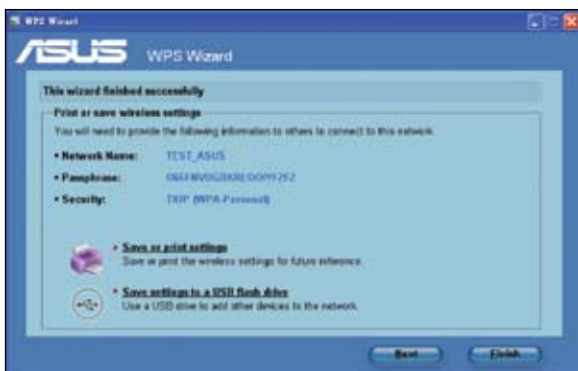 WPS Wizard
ASUS WPS Wizard
This wizard finished successfully
Print or save wireless settings
You will need to provide the following information to others to connect to this network.
• Network Name: TEST_ASUS
• Passphrase:
• Security: TKIP (WPA-Personal)
• Save or print settings
Save or print the wireless settings for future reference.
• Save settings to a USB flash drive
Use a USB drive to add other devices to the network.
Next Finish